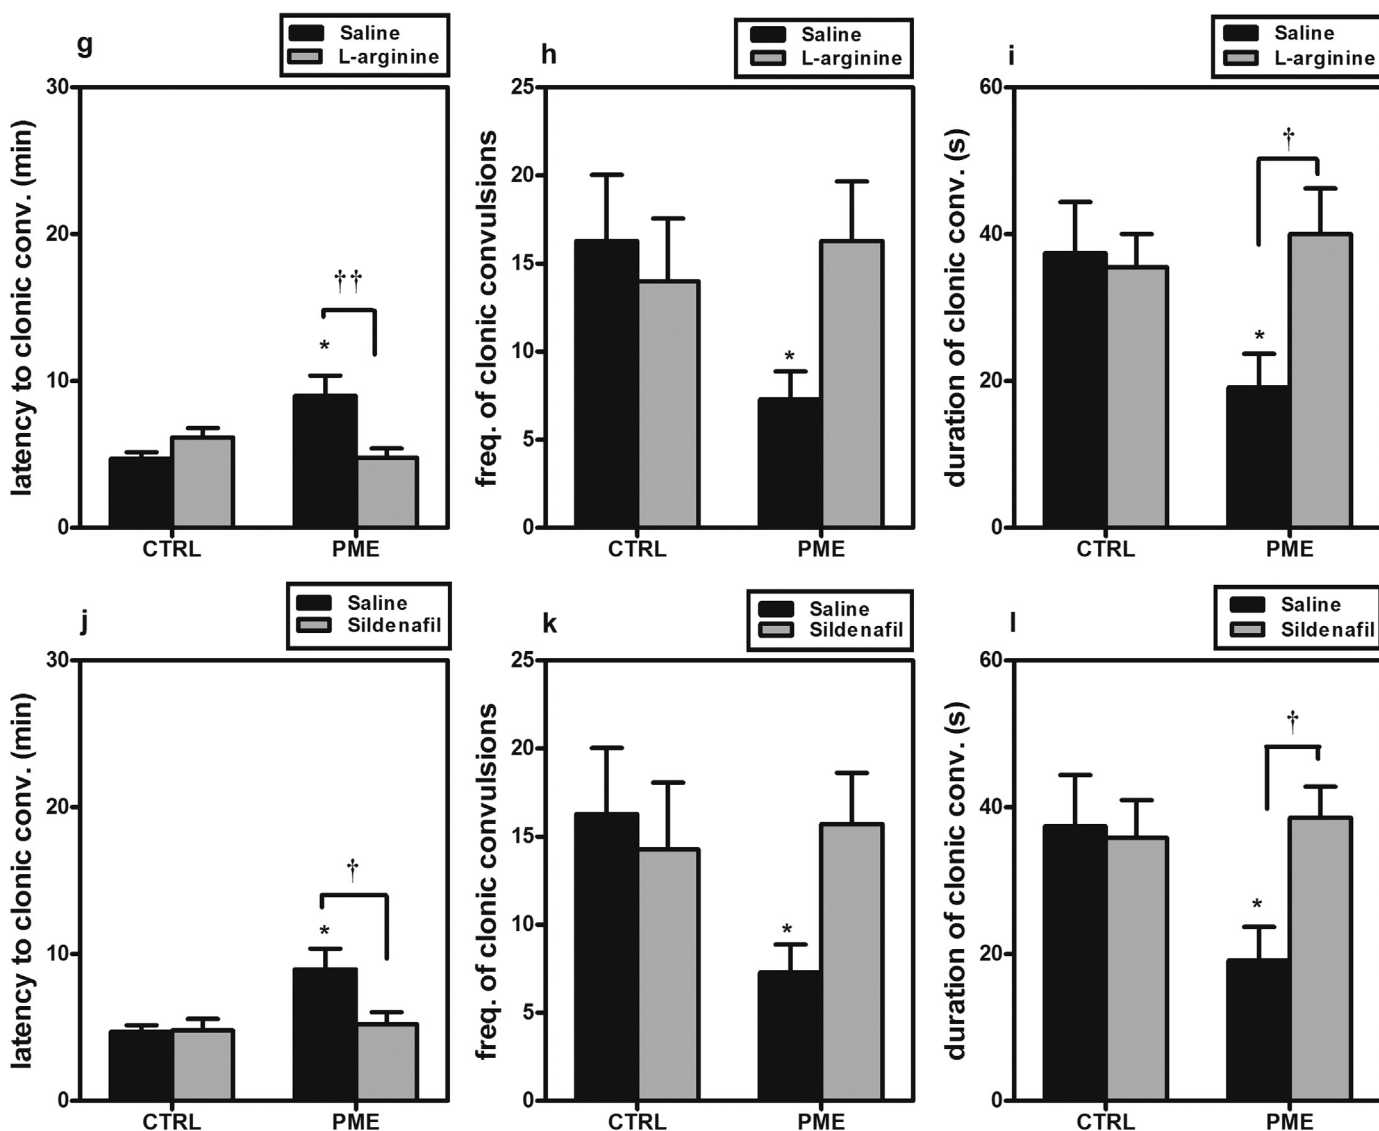 g
Saline
L-arginine
latency to clonic conv. (min)
30
20
10
0
††
*
CTRL
PME
h
Saline
L-arginine
freq. of clonic convulsions
25
20
15
10
5
0
*
CTRL
PME
i
Saline
L-arginine
duration of clonic conv. (s)
60
40
20
0
†
*
CTRL
PME
j
Saline
Sildenafil
latency to clonic conv. (min)
30
20
10
0
†
*
CTRL
PME
k
Saline
Sildenafil
freq. of clonic convulsions
25
20
15
10
5
0
*
CTRL
PME
l
Saline
Sildenafil
duration of clonic conv. (s)
60
40
20
0
†
*
CTRL
PME